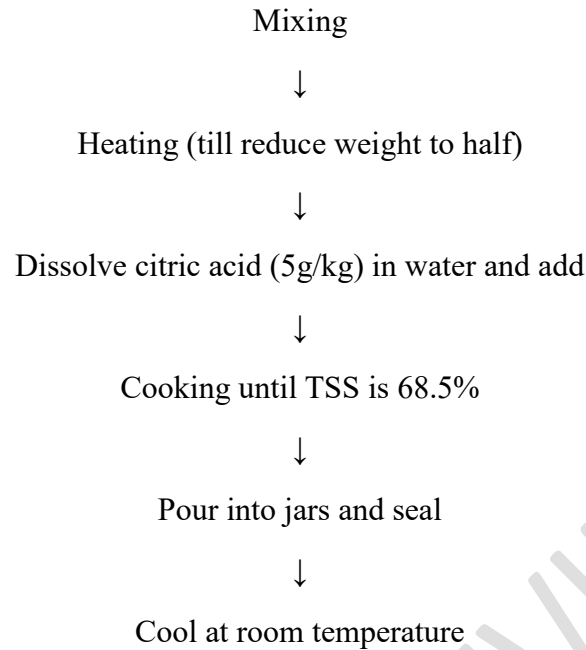 Mixing
↓
Heating (till reduce weight to half)
↓
Dissolve citric acid (5g/kg) in water and add
↓
Cooking until TSS is 68.5%
↓
Pour into jars and seal
↓
Cool at room temperature